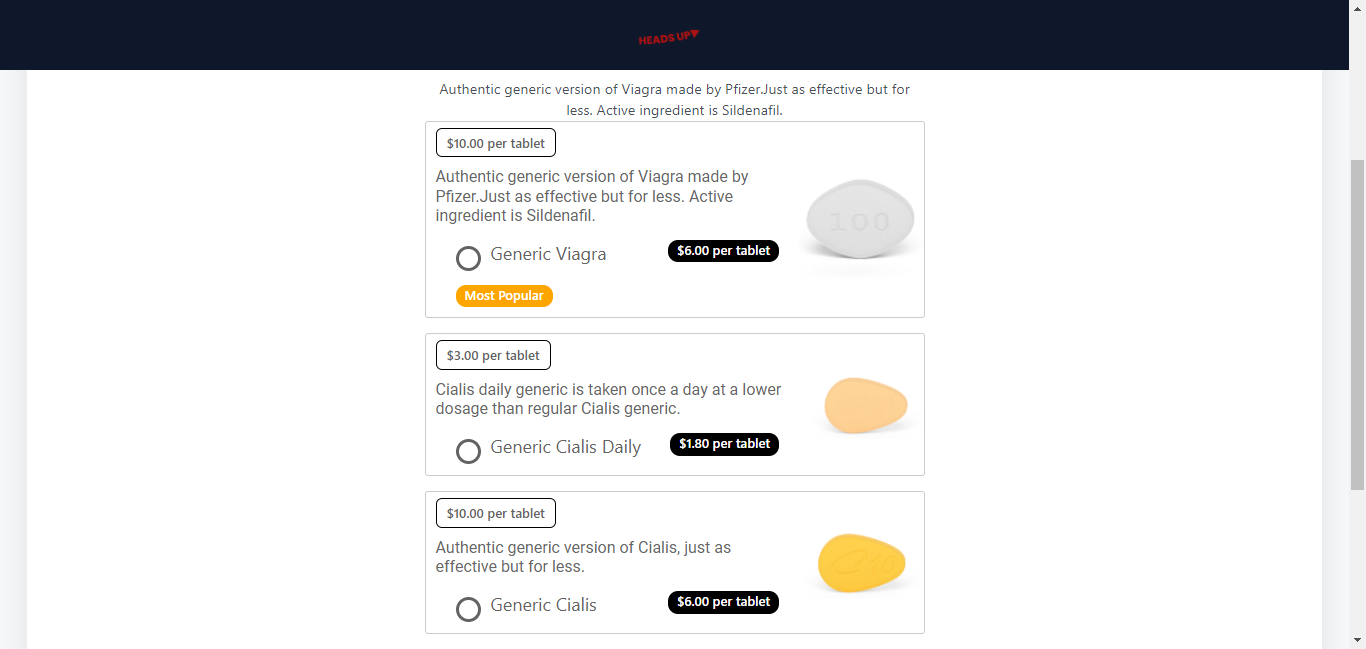 HEADS UP
Authentic generic version of Viagra made by Pfizer.Just as effective but for
less. Active ingredient is Sildenafil.
$10.00 per tablet
Authentic generic version of Viagra made by
Pfizer.Just as effective but for less. Active
ingredient is Sildenafil.
Generic Viagra
$6.00 per tablet
100
Most Popular
$3.00 per tablet
Cialis daily generic is taken once a day at a lower
dosage than regular Cialis generic.
Generic Cialis Daily
$1.80 per tablet
$10.00 per tablet
Authentic generic version of Cialis, just as
effective but for less.
10
Generic Cialis
$6.00 per tablet